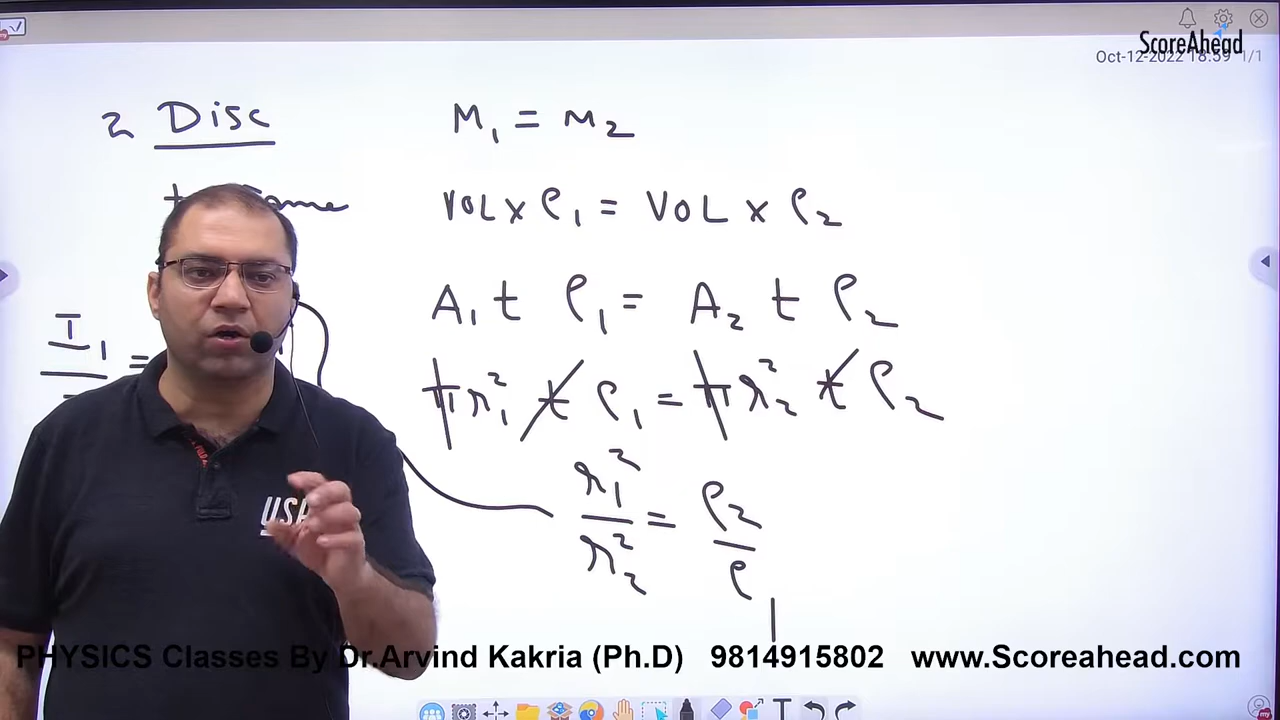 ScoreAhead
Oct-12-2022 18:59 1/1
2 Disc
M₁ = M₂
t same
VOL x ρ₁ = VOL x ρ₂
A₁ t ρ₁ = A₂ t ρ₂
I₁ =
πr₁² t ρ₁ = πr₂² t ρ₂
r₁²/r₂² = ρ₂/ρ₁
PHYSICS Classes By Dr.Arvind Kakria (Ph.D) 9814915802 www.Scoreahead.com